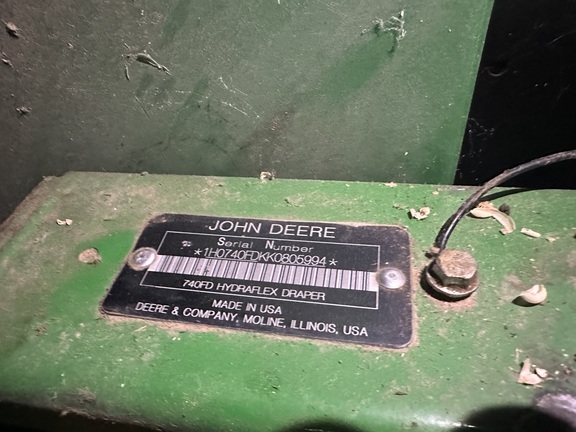 JOHN DEERE
Serial Number
*1H0740FDKK0805994*
740FD HYDRAFLEX DRAPER
MADE IN USA
DEERE & COMPANY, MOLINE, ILLINOIS, USA